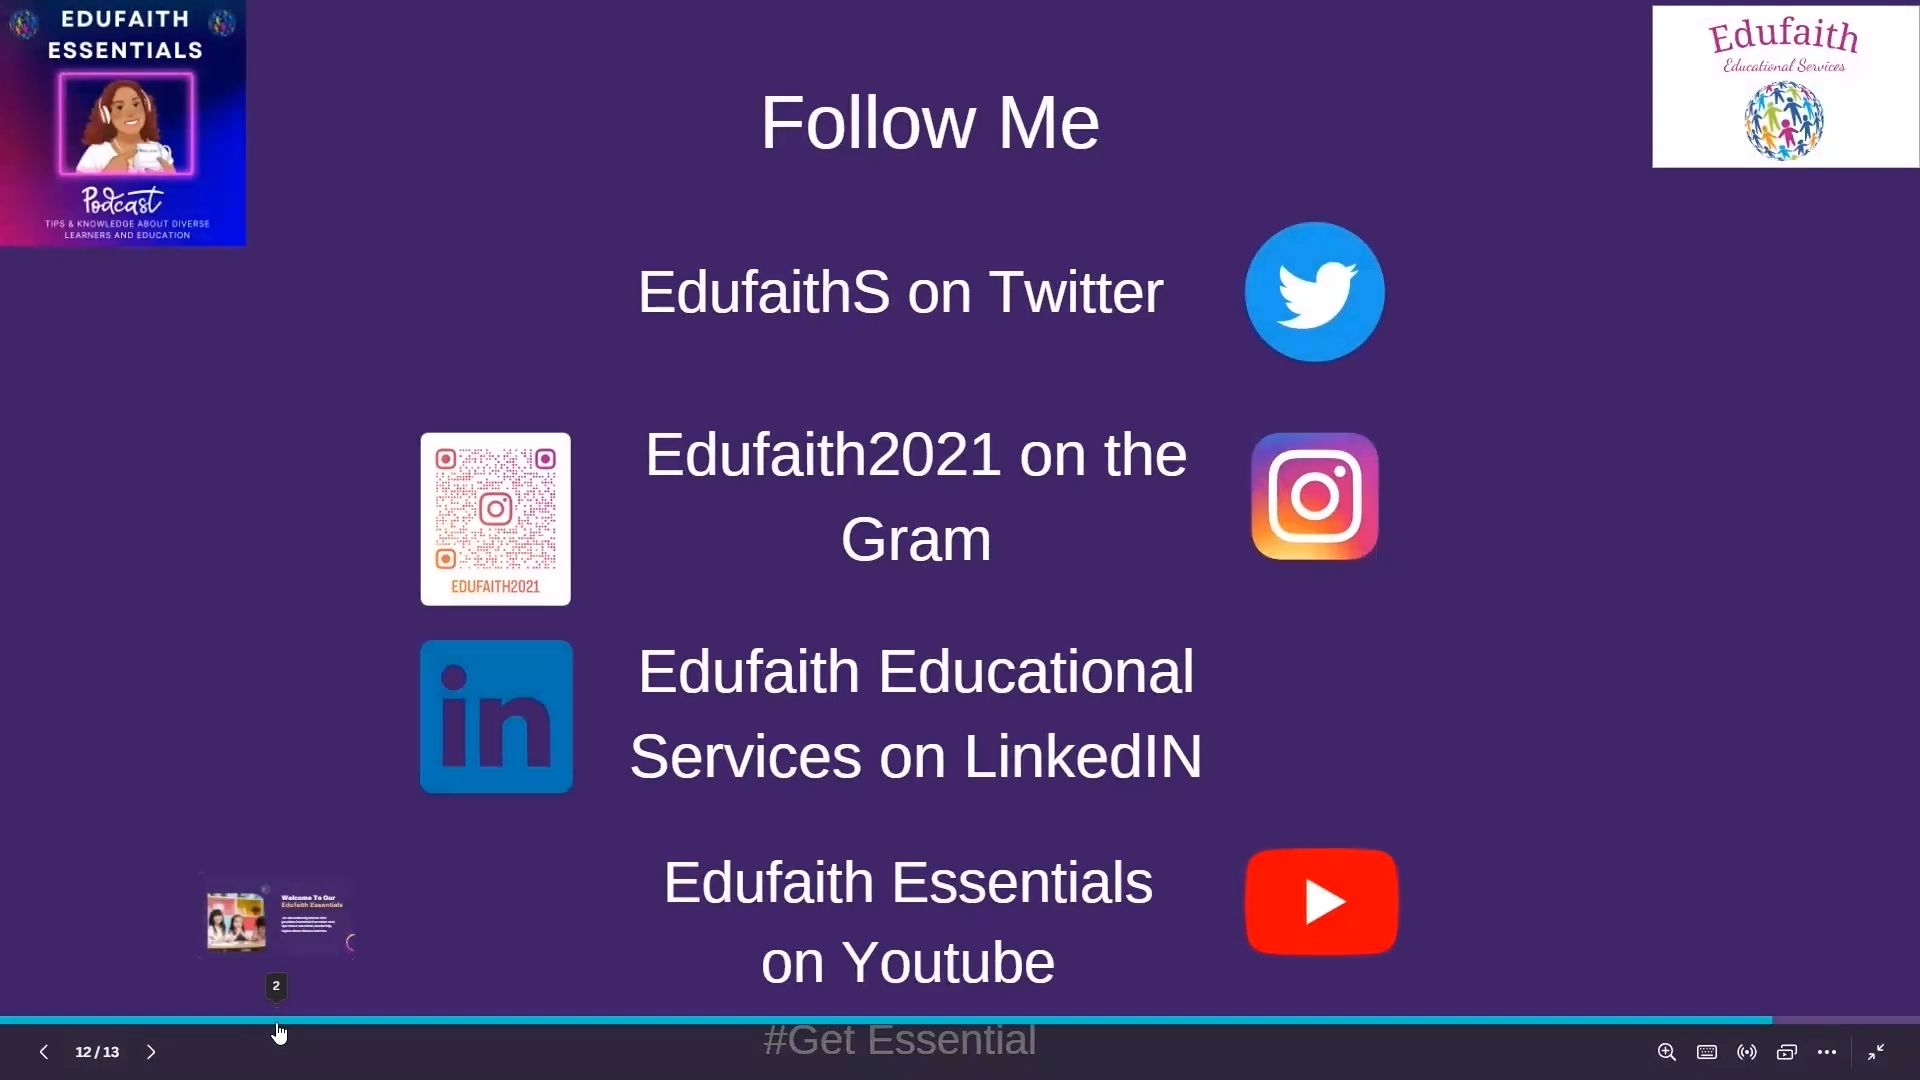 EDUFAITH
ESSENTIALS
Podcast
TIPS & KNOWLEDGE ABOUT DIVERSE
LEARNERS AND EDUCATION
Edufaith
Educational Services
Follow Me
EdufaithS on Twitter
Edufaith2021 on the
Gram
EDUFAITH2021
in
Edufaith Educational
Services on LinkedIN
Edufaith Essentials
on Youtube
Welcome To Our
Edufaith Essentials
2
#Get Essential
12 / 13